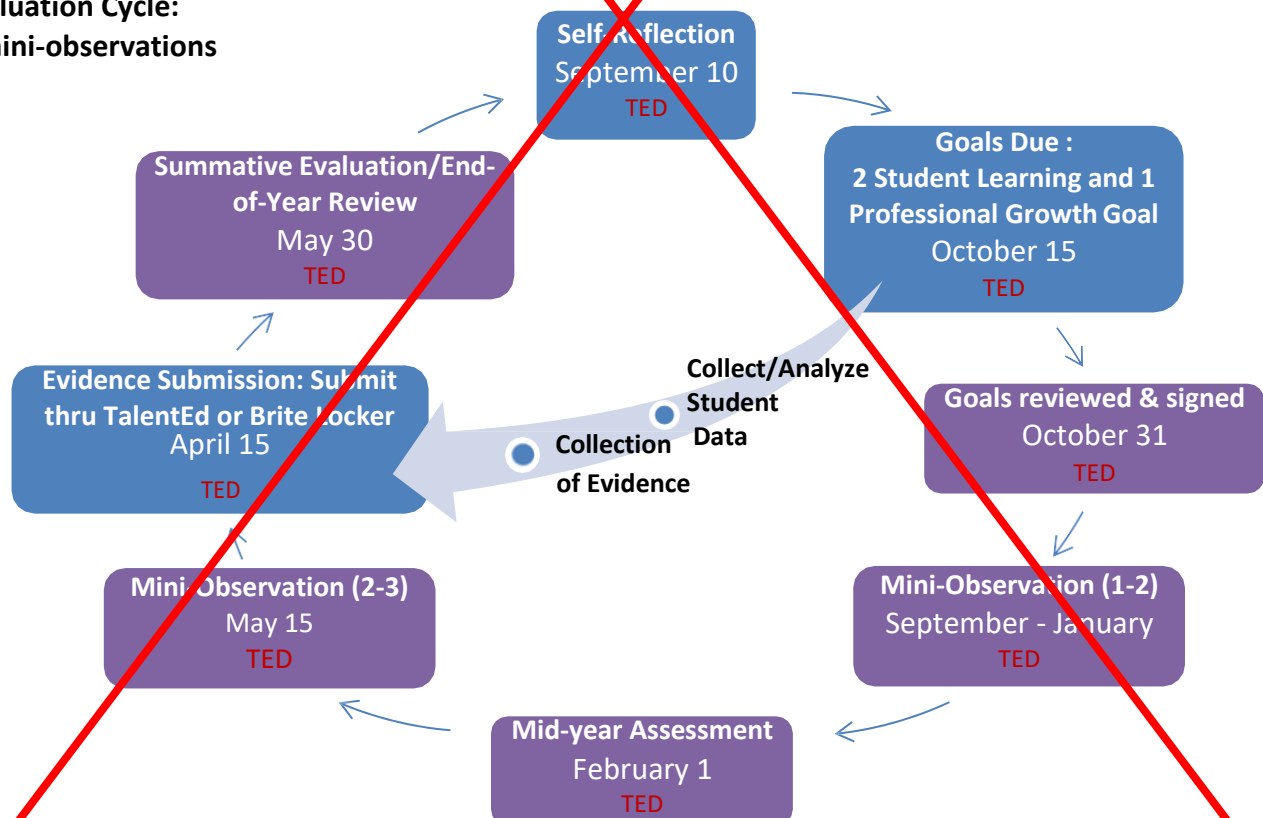 luation Cycle:
ini-observations
Self-Reflection
September 10
TED
Goals Due :
2 Student Learning and 1
Professional Growth Goal
October 15
TED
Goals reviewed & signed
October 31
TED
Mini-Observation (1-2)
September - January
TED
Mid-year Assessment
February 1
TED
Mini-Observation (2-3)
May 15
TED
Evidence Submission: Submit
thru TalentEd or Brite Locker
April 15
TED
Summative Evaluation/End-
of-Year Review
May 30
TED
Collect/Analyze
Student
Data
Collection
of Evidence